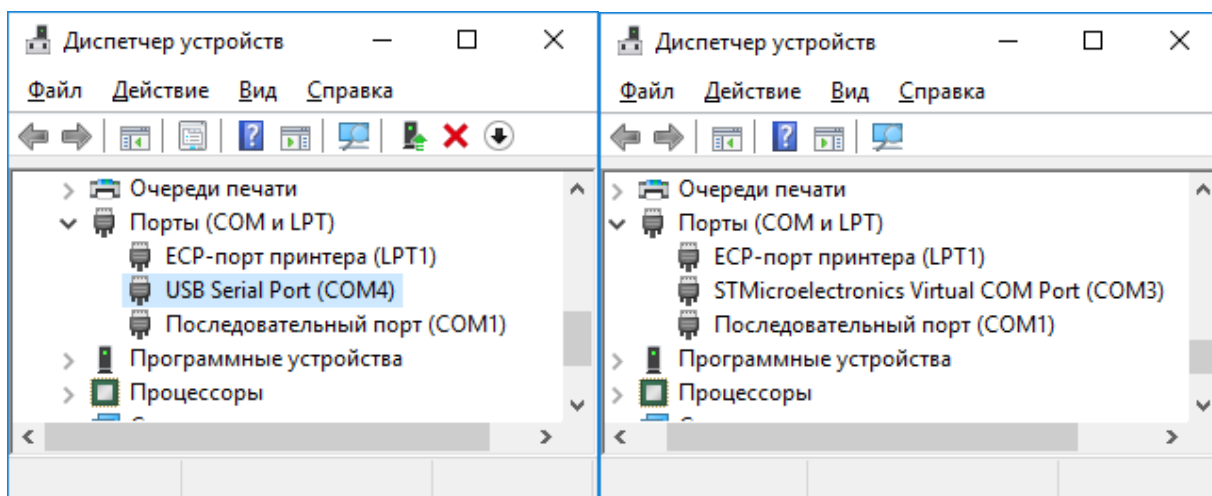 Диспетчер устройств
Файл Действие Вид Справка
Очереди печати
Порты (COM и LPT)
ECP-порт принтера (LPT1)
USB Serial Port (COM4)
Последовательный порт (COM1)
Программные устройства
Процессоры
Диспетчер устройств
Файл Действие Вид Справка
Очереди печати
Порты (COM и LPT)
ECP-порт принтера (LPT1)
STMicroelectronics Virtual COM Port (COM3)
Последовательный порт (COM1)
Программные устройства
Процессоры